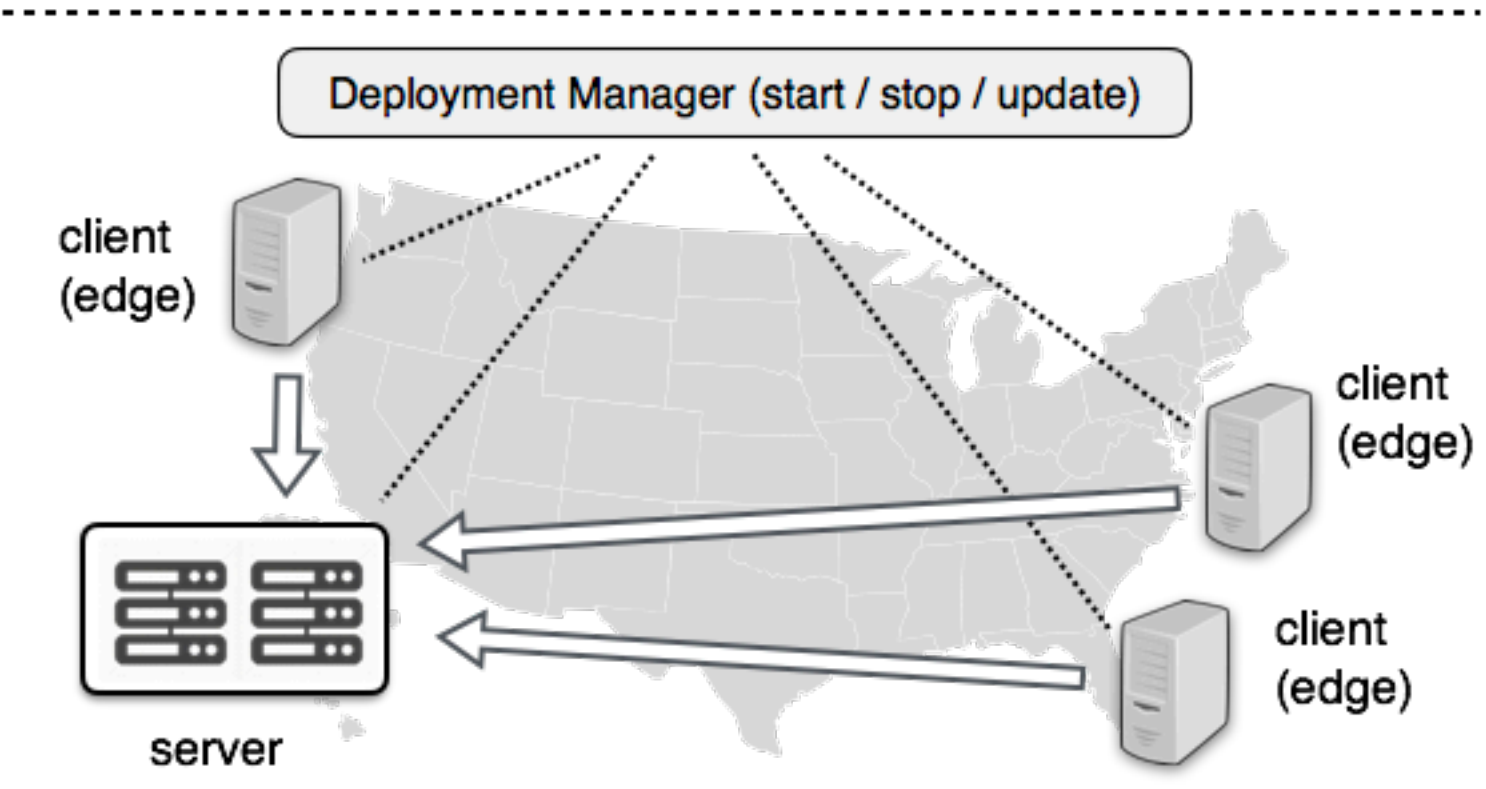 Deployment Manager (start / stop / update)
client
(edge)
client
(edge)
client
(edge)
server